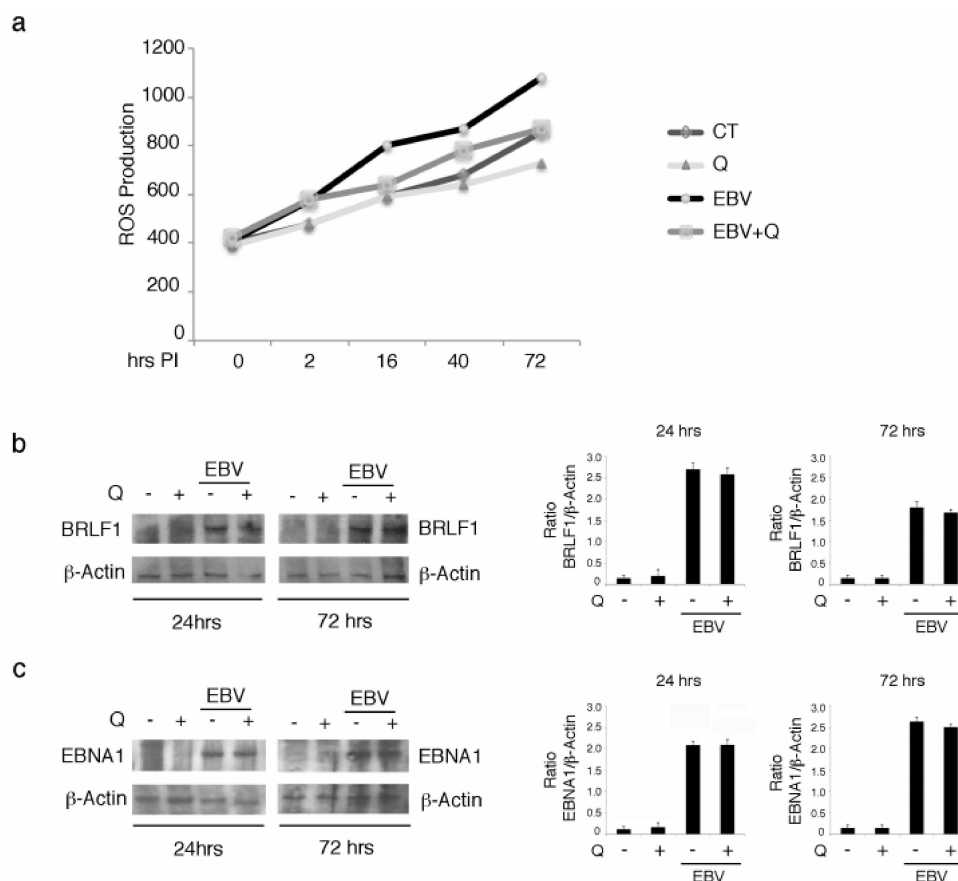 a
1200
1000
800
600
400
200
0
ROS Production
hrs PI 0 2 16 40 72
CT
Q
EBV
EBV+Q
b
EBV EBV
Q - + - + - + - +
BRLF1 BRLF1
β-Actin β-Actin
24hrs 72 hrs
24 hrs
Ratio
BRLF1/β-Actin
3.0
2.5
2.0
1.5
1.0
0.5
0
Q - + - +
EBV
72 hrs
Ratio
BRLF1/β-Actin
3.0
2.5
2.0
1.5
1.0
0.5
0
Q - + - +
EBV
c
EBV EBV
Q - + - + - + - +
EBNA1 EBNA1
β-Actin β-Actin
24hrs 72 hrs
24 hrs
Ratio
EBNA1/β-Actin
3.0
2.5
2.0
1.5
1.0
0.5
0
Q - + - +
EBV
72 hrs
Ratio
EBNA1/β-Actin
3.0
2.5
2.0
1.5
1.0
0.5
0
Q - + - +
EBV